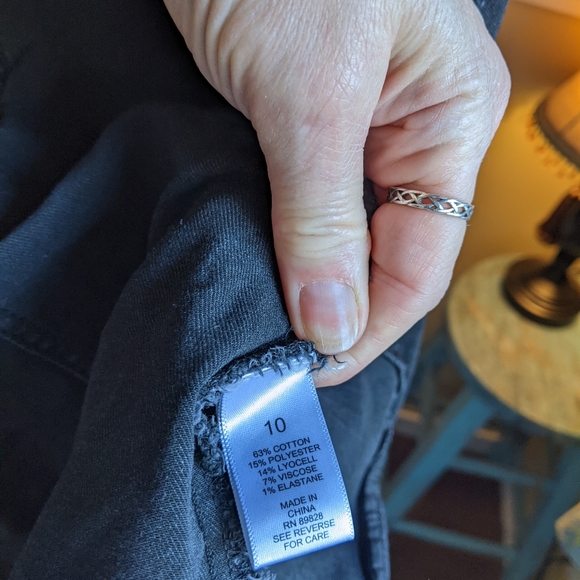 10
63% COTTON
15% POLYESTER
14% LYOCELL
7% VISCOSE
1% ELASTANE
MADE IN
CHINA
RN 89828
SEE REVERSE
FOR CARE